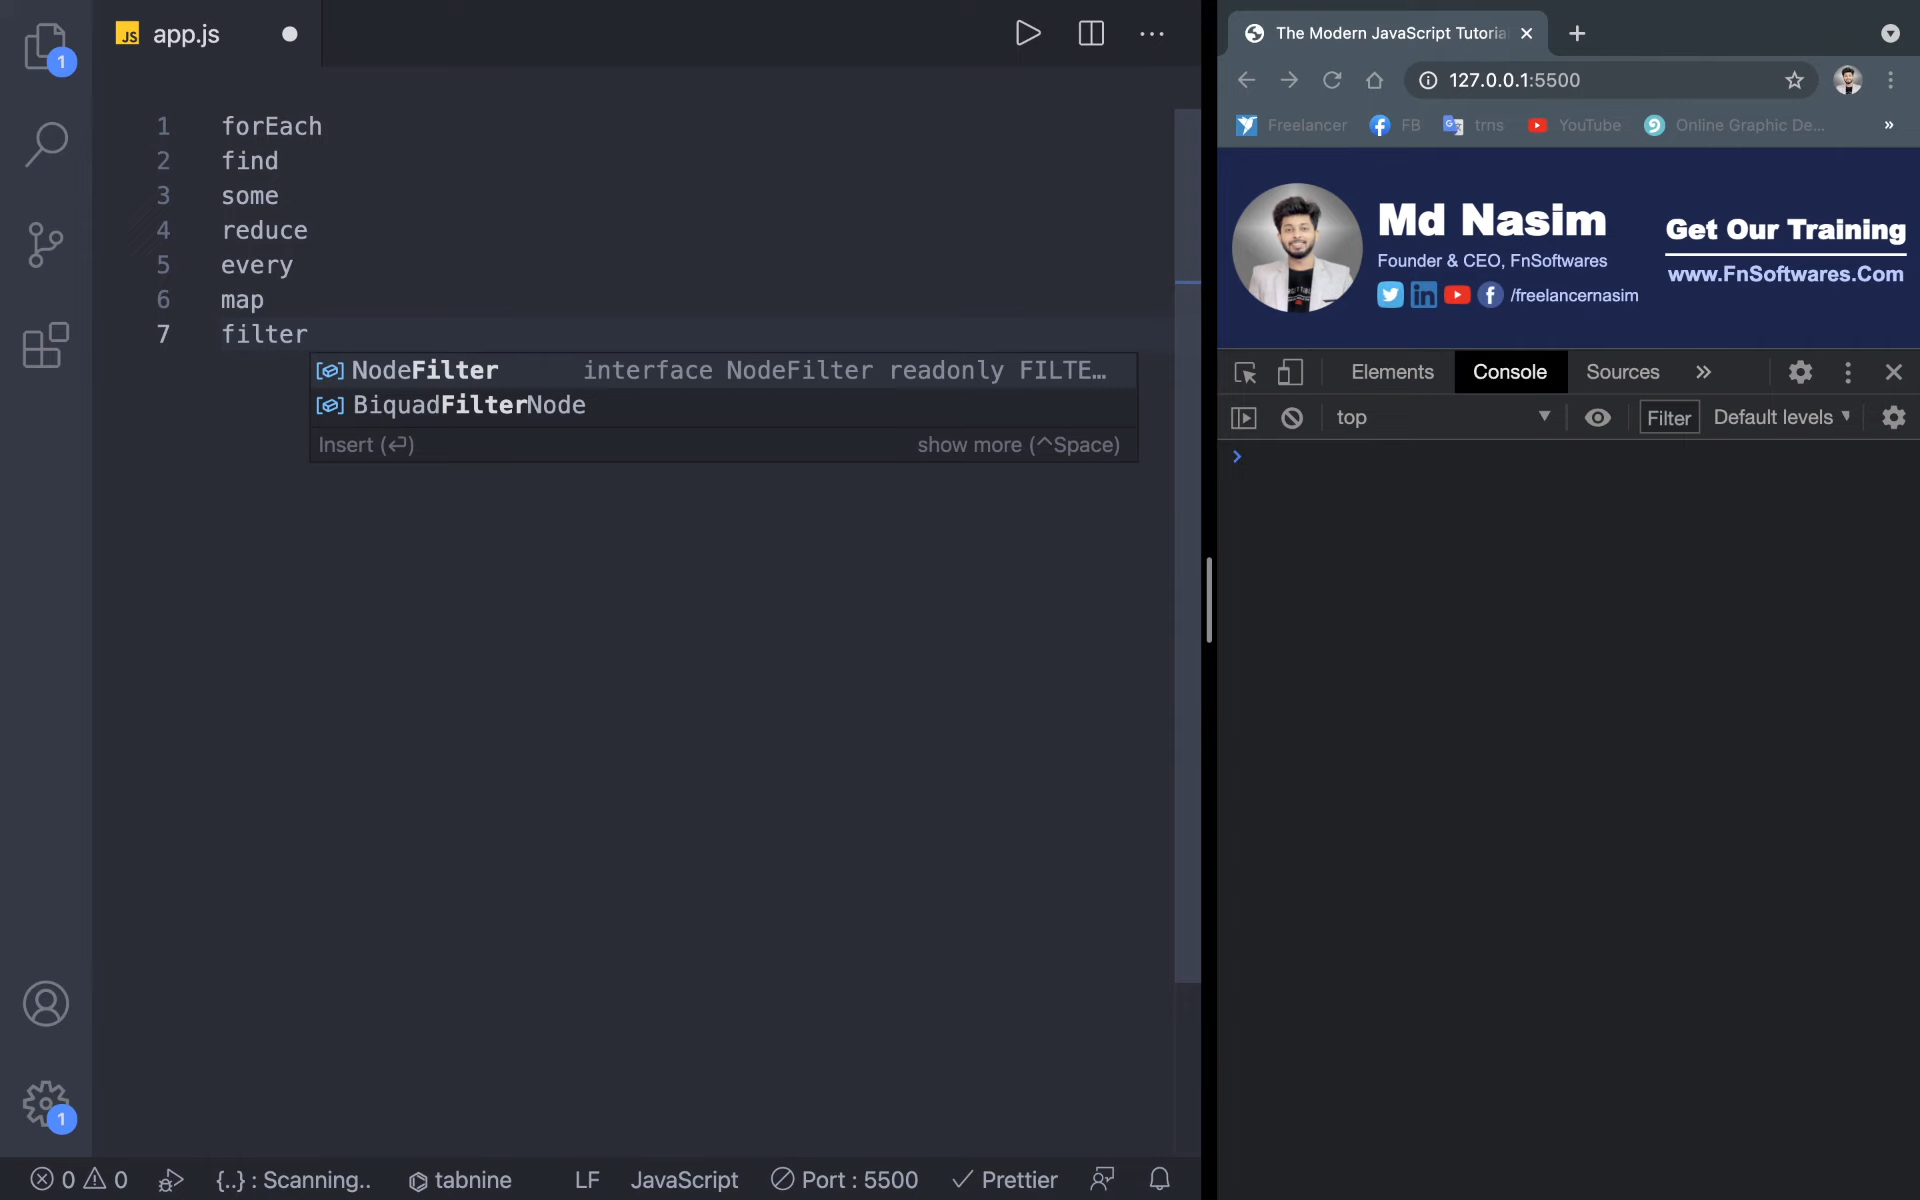 1
JS app.js
1 forEach
2 find
3 some
4 reduce
5 every
6 map
7 filter
NodeFilter interface NodeFilter readonly FILTE…
BiquadFilterNode
Insert (⏎) show more (^Space)
1
0 0 {..} : Scanning.. tabnine LF JavaScript Port : 5500 Prettier
The Modern JavaScript Tutoria
127.0.0.1:5500
Freelancer FB trns YouTube Online Graphic De... »
Md Nasim
Founder & CEO, FnSoftwares
/freelancernasim
Get Our Training
www.FnSoftwares.Com
Elements Console Sources »
top Filter Default levels